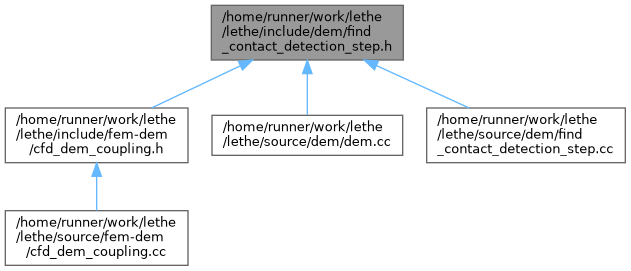 /home/runner/work/lethe
/lethe/include/dem/find
_contact_detection_step.h
/home/runner/work/lethe
/lethe/include/fem-dem
/cfd_dem_coupling.h
/home/runner/work/lethe
/lethe/source/dem/dem.cc
/home/runner/work/lethe
/lethe/source/dem/find
_contact_detection_step.cc
/home/runner/work/lethe
/lethe/source/fem-dem
/cfd_dem_coupling.cc